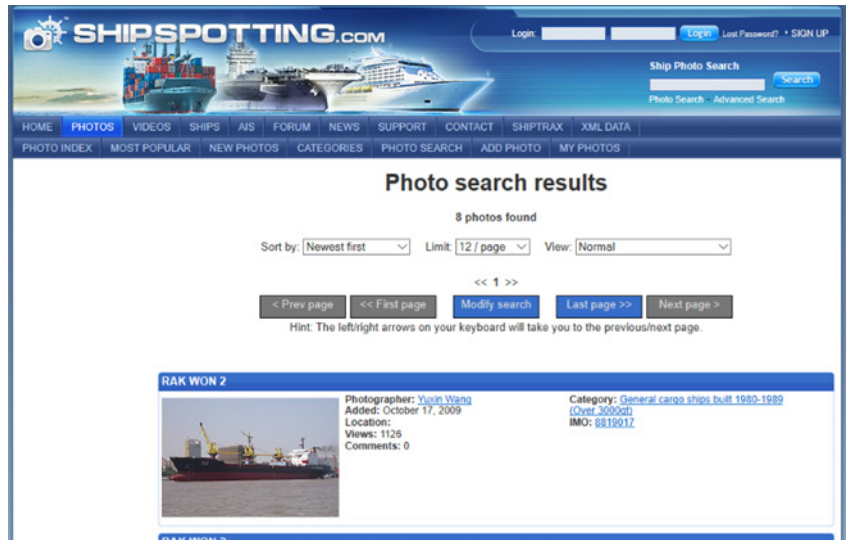 SHIPSPOTTING.COM
Login: Login Lost Password? • SIGN UP
Ship Photo Search
Search
Photo Search - Advanced Search
HOME PHOTOS VIDEOS SHIPS AIS FORUM NEWS SUPPORT CONTACT SHIPTRAX XML DATA
PHOTO INDEX MOST POPULAR NEW PHOTOS CATEGORIES PHOTO SEARCH ADD PHOTO MY PHOTOS
Photo search results
8 photos found
Sort by: Newest first Limit: 12 / page View: Normal
<< 1 >>
< Prev page << First page Modify search Last page >> Next page >
Hint: The left/right arrows on your keyboard will take you to the previous/next page.
RAK WON 2
Photographer: Yuxin Wang
Added: October 17, 2009
Location:
Views: 1126
Comments: 0
Category: General cargo ships built 1980-1989
(Over 3000gt)
IMO: 8819017
RAK WON 2